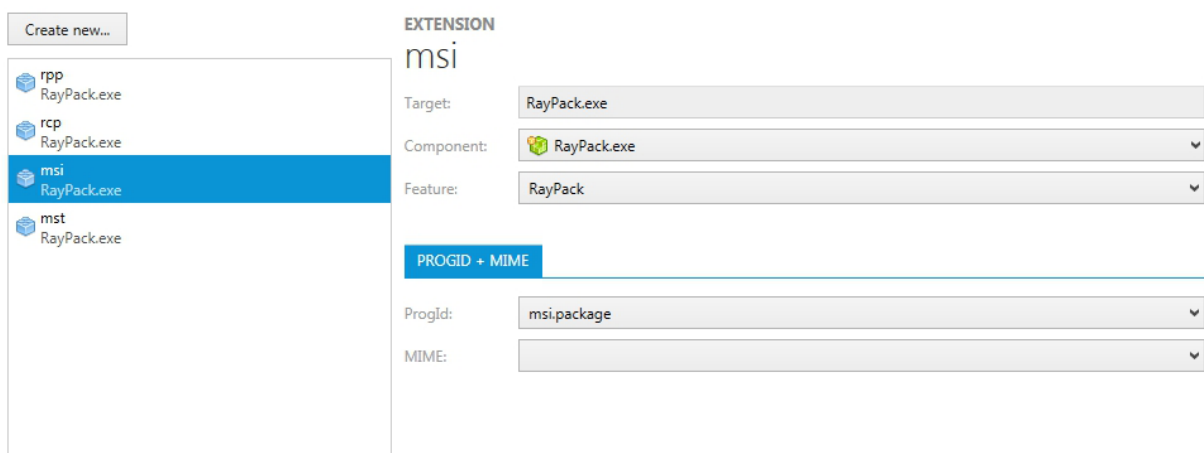 Create new...
rpp
RayPack.exe
rcp
RayPack.exe
msi
RayPack.exe
mst
RayPack.exe
EXTENSION
msi
Target: RayPack.exe
Component: RayPack.exe
Feature: RayPack
PROGID + MIME
ProgId: msi.package
MIME: